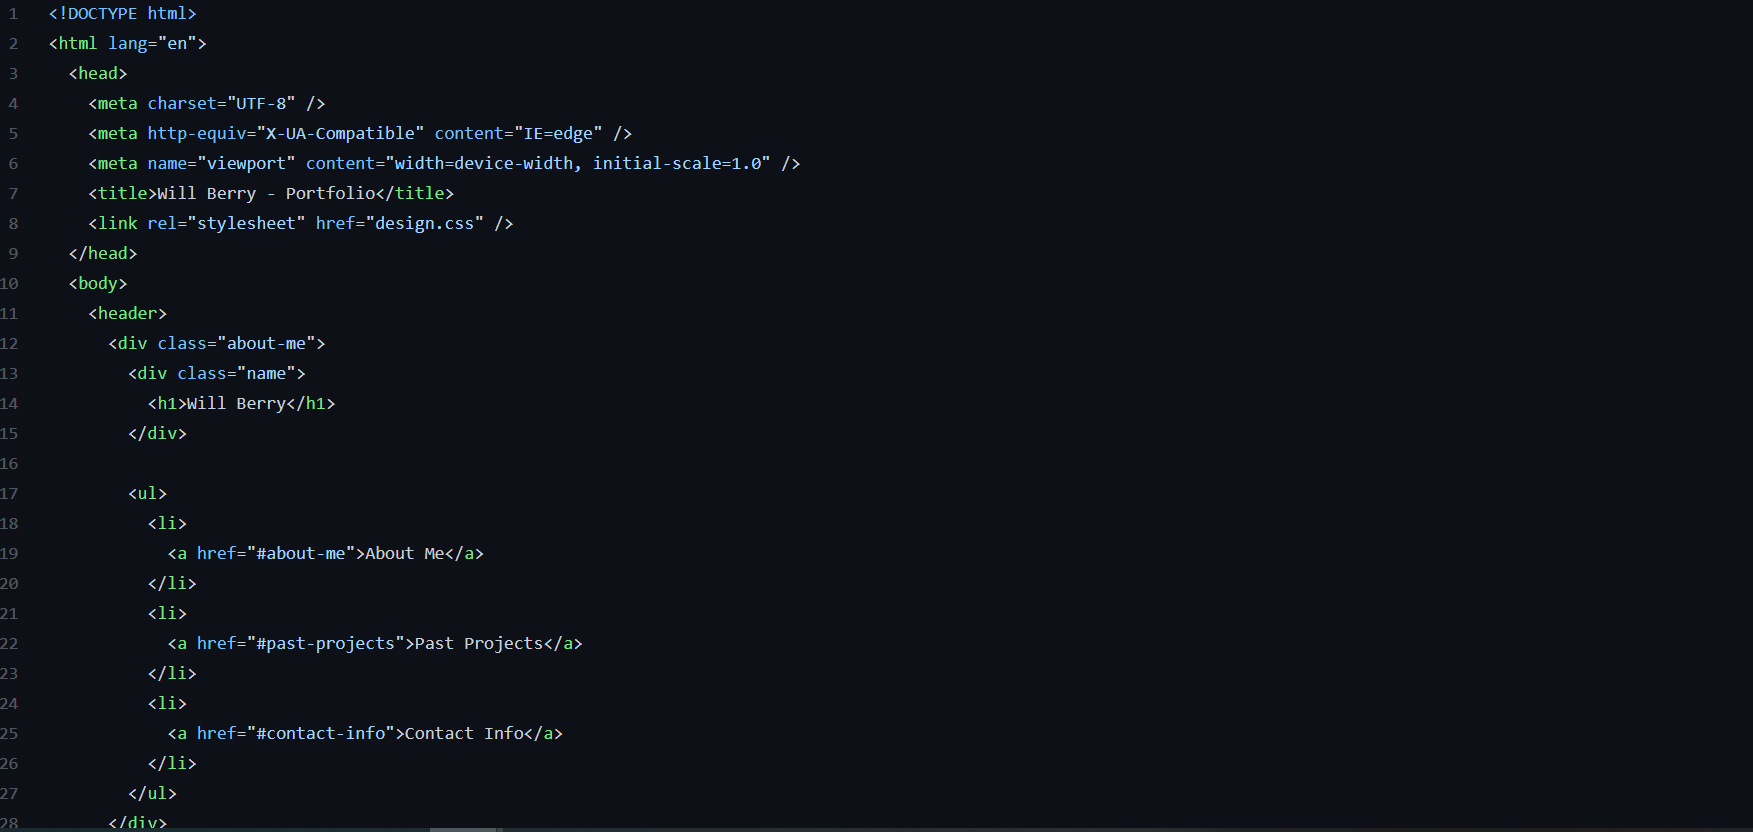 1 <!DOCTYPE html>
2 <html lang="en">
3 <head>
4 <meta charset="UTF-8" />
5 <meta http-equiv="X-UA-Compatible" content="IE=edge" />
6 <meta name="viewport" content="width=device-width, initial-scale=1.0" />
7 <title>Will Berry - Portfolio</title>
8 <link rel="stylesheet" href="design.css" />
9 </head>
10 <body>
11 <header>
12 <div class="about-me">
13 <div class="name">
14 <h1>Will Berry</h1>
15 </div>
16
17 <ul>
18 <li>
19 <a href="#about-me">About Me</a>
20 </li>
21 <li>
22 <a href="#past-projects">Past Projects</a>
23 </li>
24 <li>
25 <a href="#contact-info">Contact Info</a>
26 </li>
27 </ul>
28 </div>